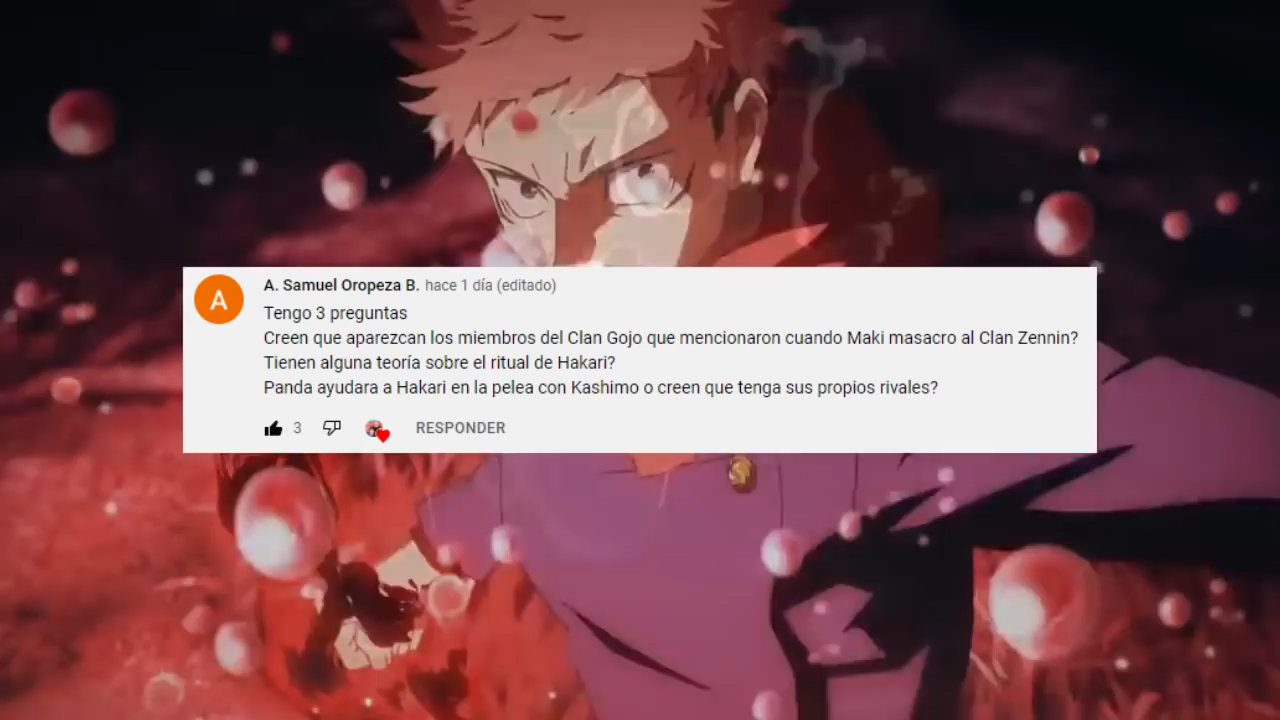 A
A. Samuel Oropeza B. hace 1 día (editado)
Tengo 3 preguntas
Creen que aparezcan los miembros del Clan Gojo que mencionaron cuando Maki masacro al Clan Zennin?
Tienen alguna teoría sobre el ritual de Hakari?
Panda ayudara a Hakari en la pelea con Kashimo o creen que tenga sus propios rivales?
3 RESPONDER